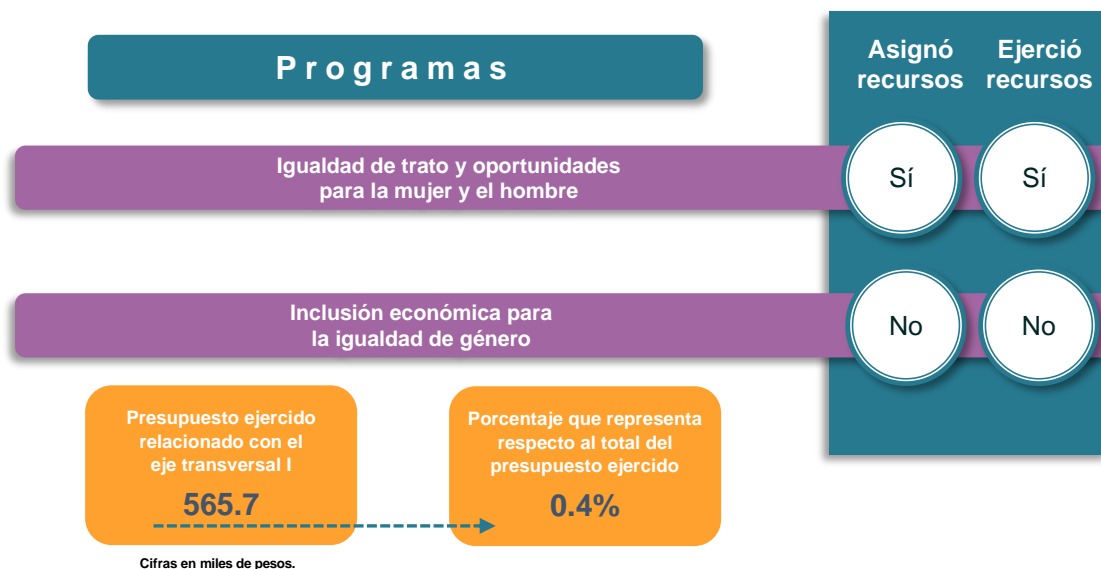 Programas
Asignó
recursos
Ejerció
recursos
Igualdad de trato y oportunidades
para la mujer y el hombre
Sí
Sí
Inclusión económica para
la igualdad de género
No
No
Presupuesto ejercido
relacionado con el
eje transversal I
565.7
Porcentaje que representa
respecto al total del
presupuesto ejercido
0.4%
Cifras en miles de pesos.